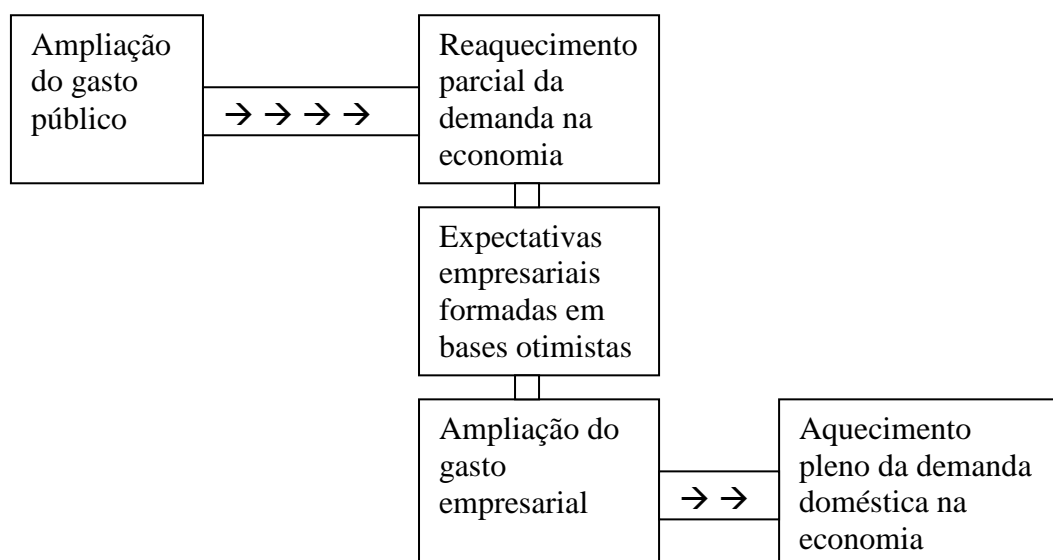 Ampliação
do gasto
público
→ → → →
Reaquecimento
parcial da
demanda na
economia
Expectativas
empresariais
formadas em
bases otimistas
Ampliação do
gasto
empresarial
→ →
Aquecimento
pleno da demanda
doméstica na
economia